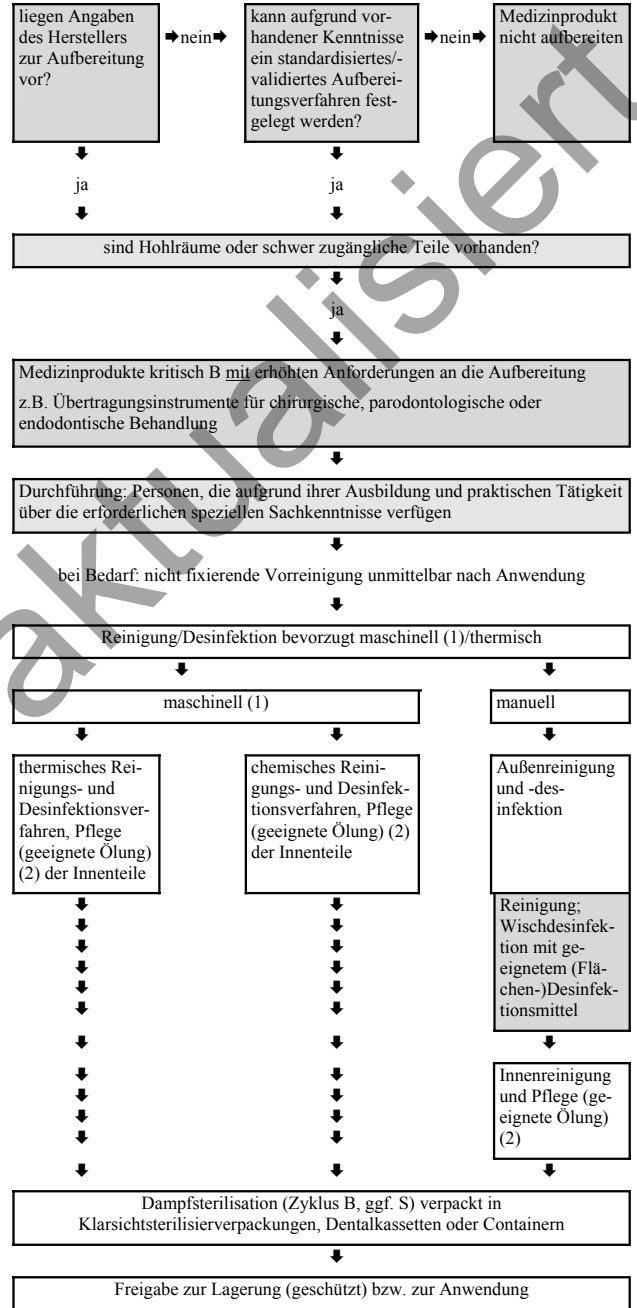 liegen Angaben
des Herstellers
zur Aufbereitung
vor?
nein
kann aufgrund vor-
handener Kenntnisse
ein standardisiertes/-
validiertes Aufberei-
tungsverfahren fest-
gelegt werden?
nein
Medizinprodukt
nicht aufbereiten
ja
ja
sind Hohlräume oder schwer zugängliche Teile vorhanden?
ja
Medizinprodukte kritisch B mit erhöhten Anforderungen an die Aufbereitung
z.B. Übertragungsinstrumente für chirurgische, parodontologische oder
endodontische Behandlung
Durchführung: Personen, die aufgrund ihrer Ausbildung und praktischen Tätigkeit
über die erforderlichen speziellen Sachkenntnisse verfügen
bei Bedarf: nicht fixierende Vorreinigung unmittelbar nach Anwendung
Reinigung/Desinfektion bevorzugt maschinell (1)/thermisch
maschinell (1)
manuell
thermisches Rei-
nigungs- und
Desinfektionsver-
fahren, Pflege
(geeignete Ölung)
(2) der Innenteile
chemisches- Reini-
gungs- und Desinfek-
tionsverfahren, Pflege
(geeignete Ölung) (2)
der Innenteile
Außenreinigung
und -des-
infektion
Reinigung;
Wischdesinfek-
tion mit ge-
eignetem (Flä-
chen-)Desinfek-
tionsmittel
Innenreinigung
und Pflege (ge-
eignete Ölung)
(2)
Dampfsterilisation (Zyklus B, ggf. S) verpackt in
Klarsichtsterilisierverpackungen, Dentalkassetten oder Containern
Freigabe zur Lagerung (geschützt) bzw. zur Anwendung
aktualisiert